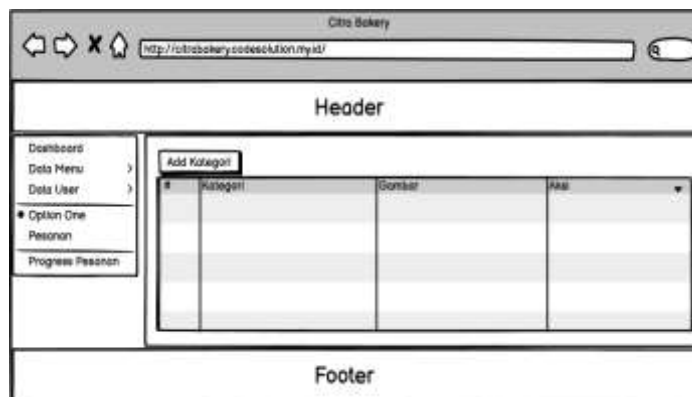 Citra Bakery
http://citrabakery.codesolution.my.id/
Header
Dashboard
Data Menu
Data User
Option One
Pesanan
Progress Pesanan
Add Kategori
# Kategori Gambar Aksi
Footer